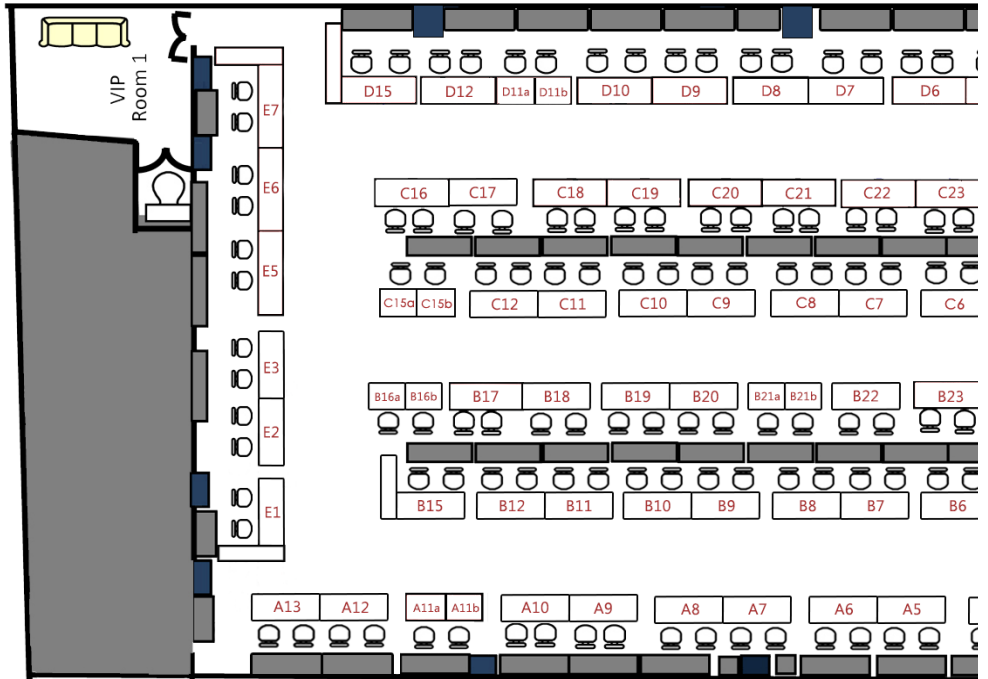 VIP
Room 1
D15 D12 D11a D11b D10 D9 D8 D7 D6
E7
E6
E5
E3
E2
E1
C16 C17 C18 C19 C20 C21 C22 C23
C15a C15b C12 C11 C10 C9 C8 C7 C6
B16a B16b B17 B18 B19 B20 B21a B21b B22 B23
B15 B12 B11 B10 B9 B8 B7 B6
A13 A12 A11a A11b A10 A9 A8 A7 A6 A5